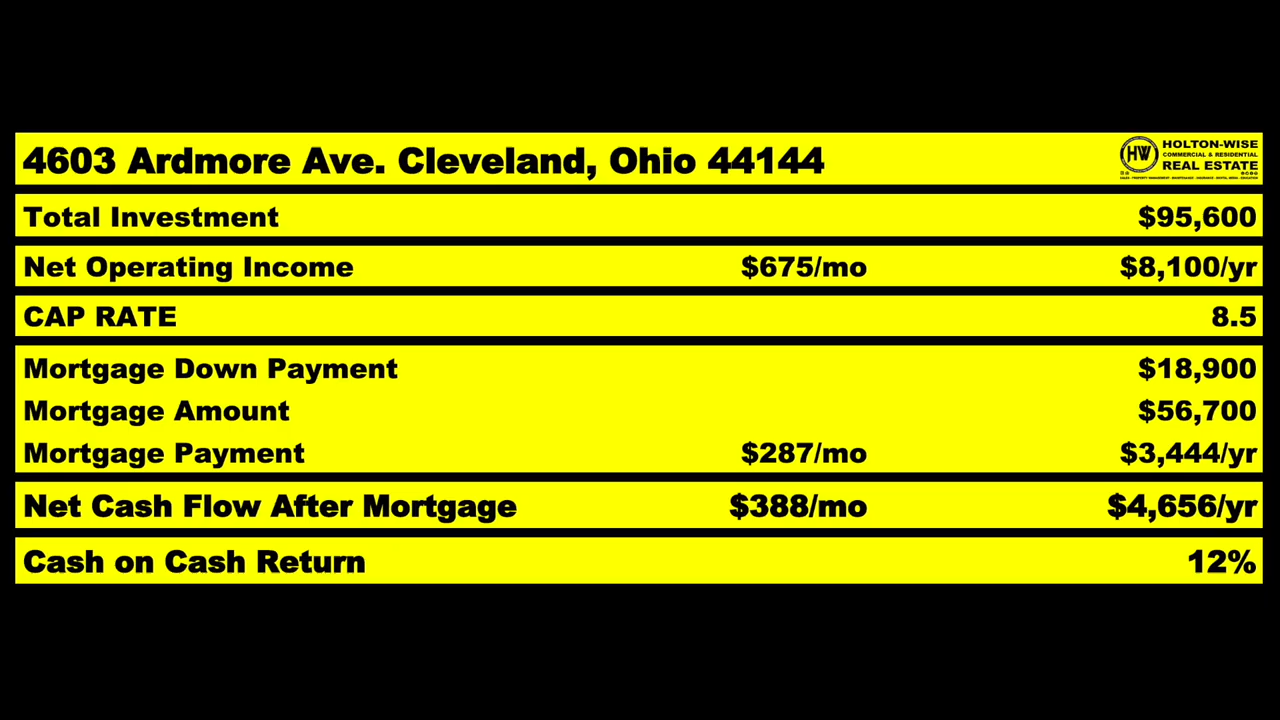 4603 Ardmore Ave. Cleveland, Ohio 44144
HW
HOLTON-WISE
COMMERCIAL & RESIDENTIAL
REAL ESTATE
Total Investment $95,600
Net Operating Income $675/mo $8,100/yr
CAP RATE 8.5
Mortgage Down Payment $18,900
Mortgage Amount $56,700
Mortgage Payment $287/mo $3,444/yr
Net Cash Flow After Mortgage $388/mo $4,656/yr
Cash on Cash Return 12%